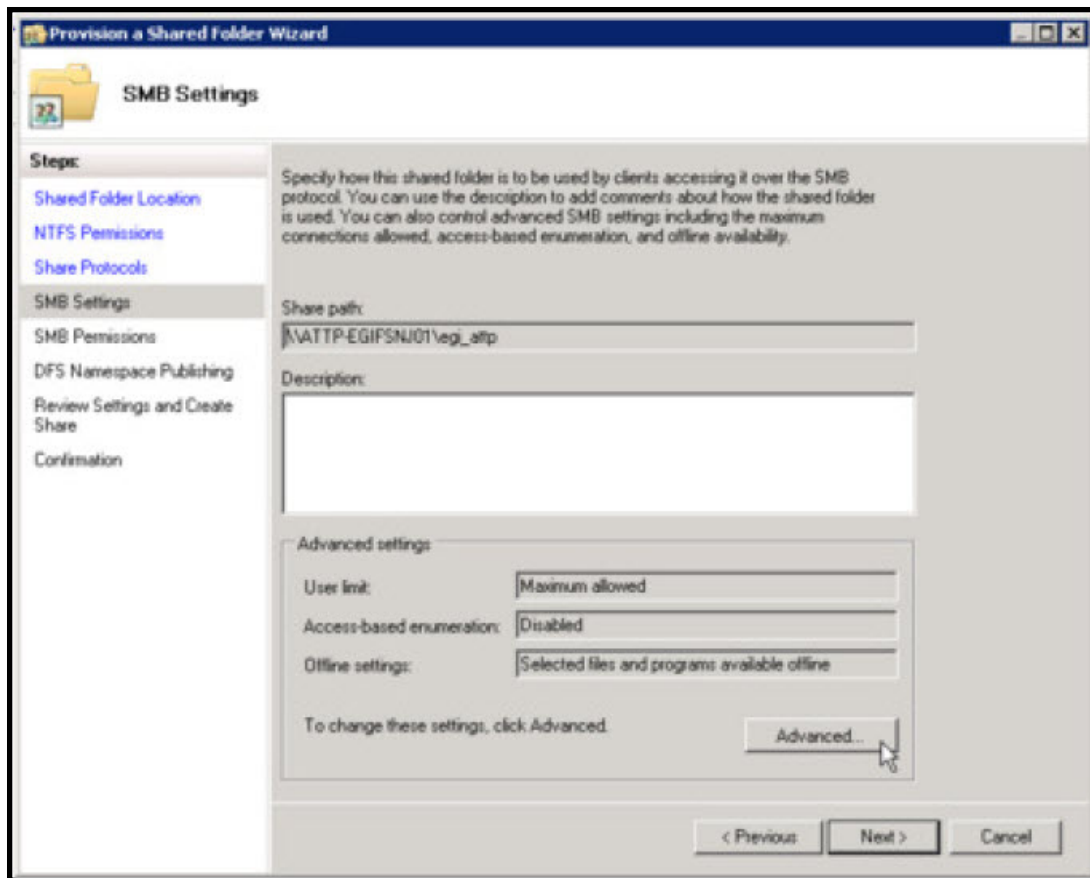 Provision a Shared Folder Wizard
SMB Settings
Steps:
Shared Folder Location
NTFS Permissions
Share Protocols
SMB Settings
SMB Permissions
DFS Namespace Publishing
Review Settings and Create
Share
Confirmation
Specify how this shared folder is to be used by clients accessing it over the SMB
protocol. You can use the description to add comments about how the shared folder
is used. You can also control advanced SMB settings including the maximum
connections allowed, access-based enumeration, and offline availability.
Share path:
\\ATTP-EGIFSNJ01\egi_attp
Description:
Advanced settings
User limit: Maximum allowed
Access-based enumeration: Disabled
Offline settings: Selected files and programs available offline
To change these settings, click Advanced.
Advanced...
< Previous Next > Cancel